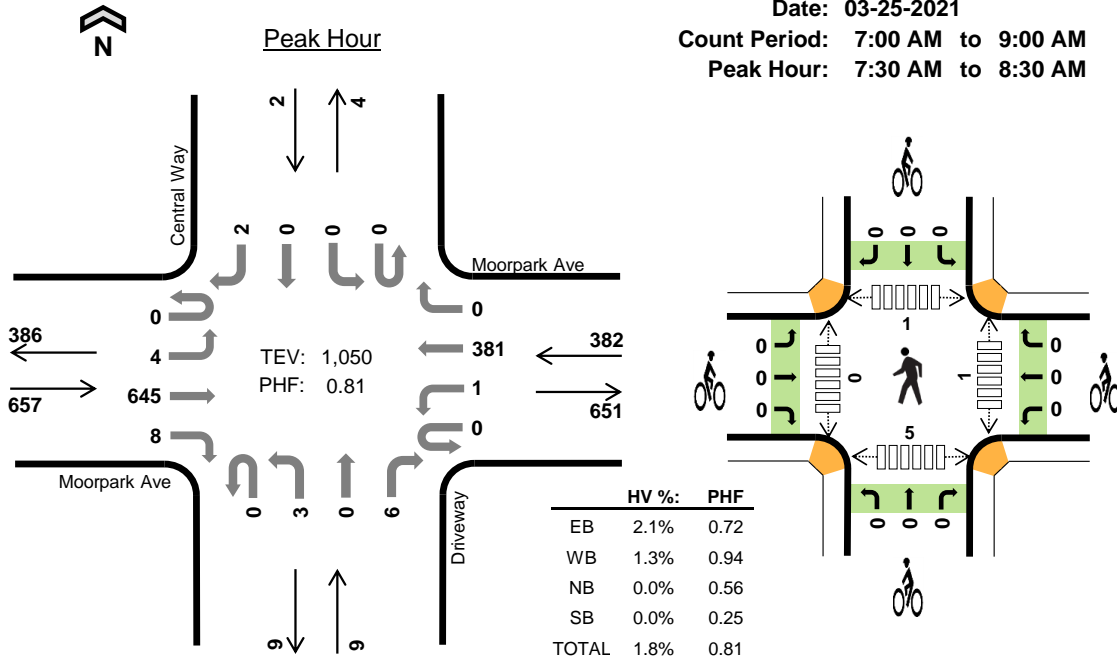 Date: 03-25-2021
Count Period: 7:00 AM to 9:00 AM
Peak Hour: 7:30 AM to 8:30 AM
N
Peak Hour
2 4
Central Way
2 0 0 0
Moorpark Ave
0 0
386 4 381 382
657 645 1 651
8 0
TEV: 1,050
PHF: 0.81
Moorpark Ave
0 3 0 6
Driveway
9 9
HV %: PHF
EB 2.1% 0.72
WB 1.3% 0.94
NB 0.0% 0.56
SB 0.0% 0.25
TOTAL 1.8% 0.81
0 0 0
1
0 0
0 0 1 0
0 0
5
0 0 0